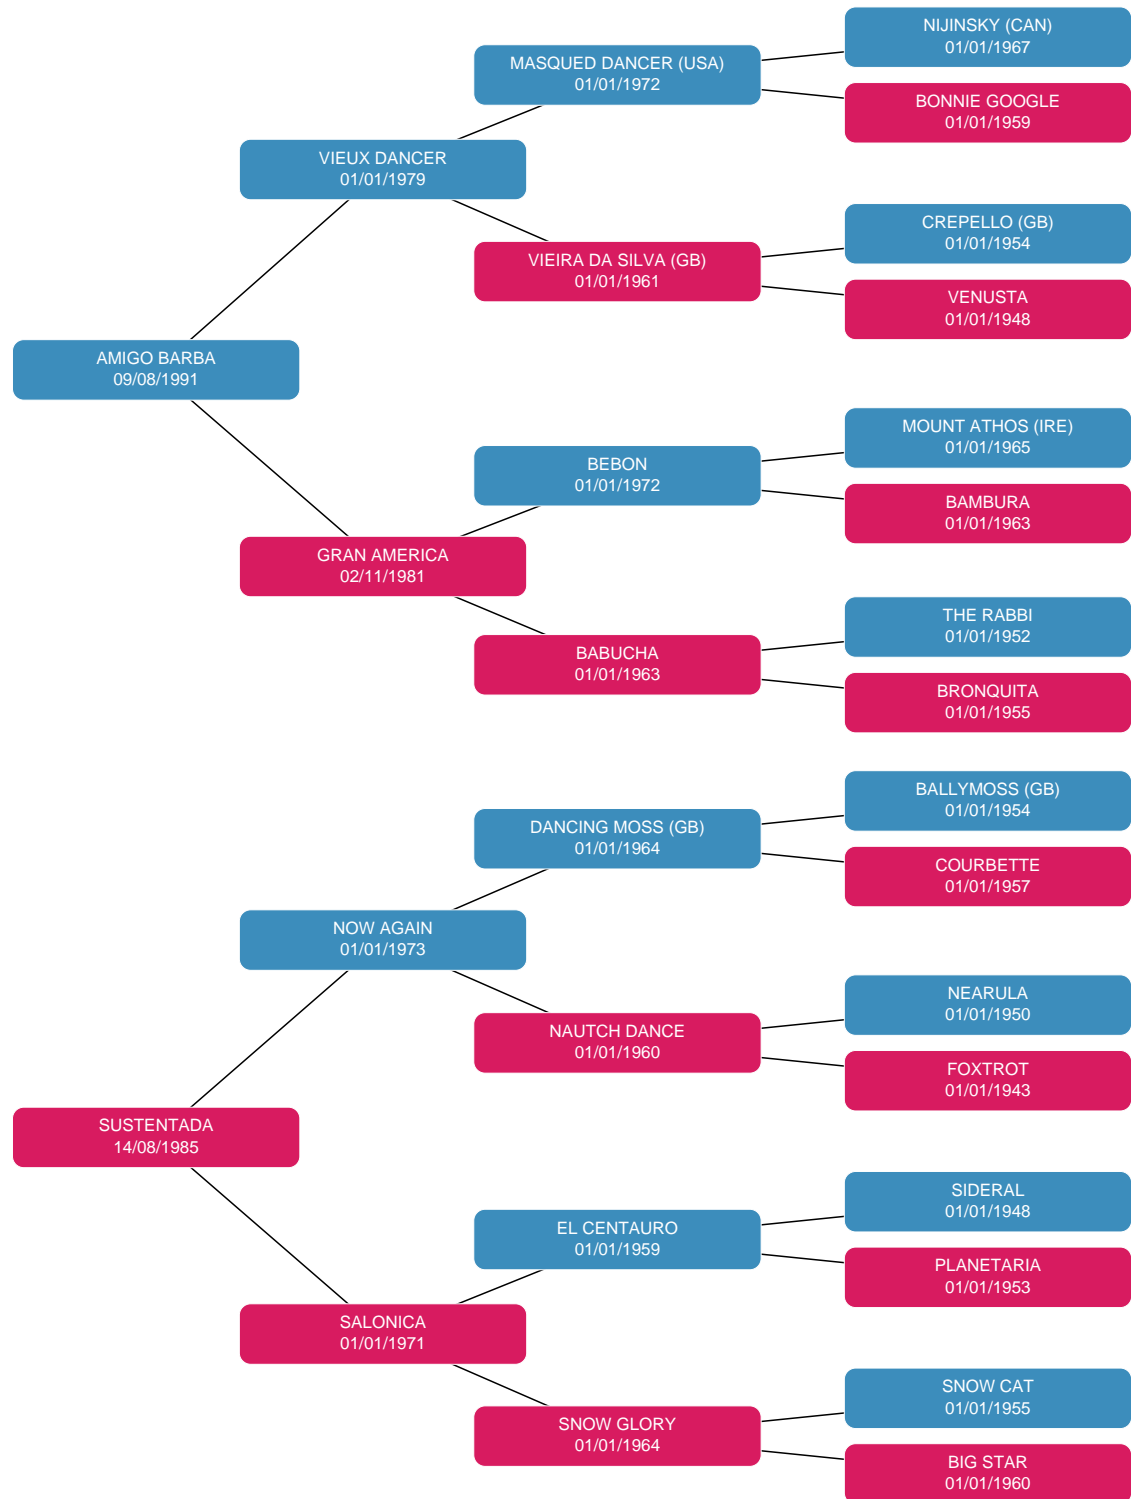 NIJINSKY (CAN)
01/01/1967
MASQUED DANCER (USA)
01/01/1972
BONNIE GOOGLE
01/01/1959
VIEUX DANCER
01/01/1979
CREPELLO (GB)
01/01/1954
VIEIRA DA SILVA (GB)
01/01/1961
VENUSTA
01/01/1948
AMIGO BARBA
09/08/1991
MOUNT ATHOS (IRE)
01/01/1965
BEBON
01/01/1972
BAMBURA
01/01/1963
GRAN AMERICA
02/11/1981
THE RABBI
01/01/1952
BABUCHA
01/01/1963
BRONQUITA
01/01/1955
BALLYMOSS (GB)
01/01/1954
DANCING MOSS (GB)
01/01/1964
COURBETTE
01/01/1957
NOW AGAIN
01/01/1973
NEARULA
01/01/1950
NAUTCH DANCE
01/01/1960
FOXTROT
01/01/1943
SUSTENTADA
14/08/1985
SIDERAL
01/01/1948
EL CENTAURO
01/01/1959
PLANETARIA
01/01/1953
SALONICA
01/01/1971
SNOW CAT
01/01/1955
SNOW GLORY
01/01/1964
BIG STAR
01/01/1960